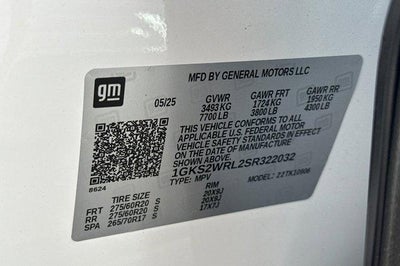 gm
MFD BY GENERAL MOTORS LLC
05/25 GVWR GAWR FRT GAWR RR
3493 KG 1724 KG 1950 KG
7700 LB 3800 LB 4300 LB
THIS VEHICLE CONFORMS TO ALL
APPLICABLE U.S. FEDERAL MOTOR
VEHICLE SAFETY STANDARDS IN EFFECT
ON THE DATE OF MANUFACTURE
SHOWN ABOVE.
1GKS2WRL2SR322032
8624 TYPE: MPV MODEL: 22TK10906
TIRE SIZE RIM
FRT 275/60R20 S 20X9J
RR 275/60R20 S 20X9J
SPA 265/70R17 S 17X7J